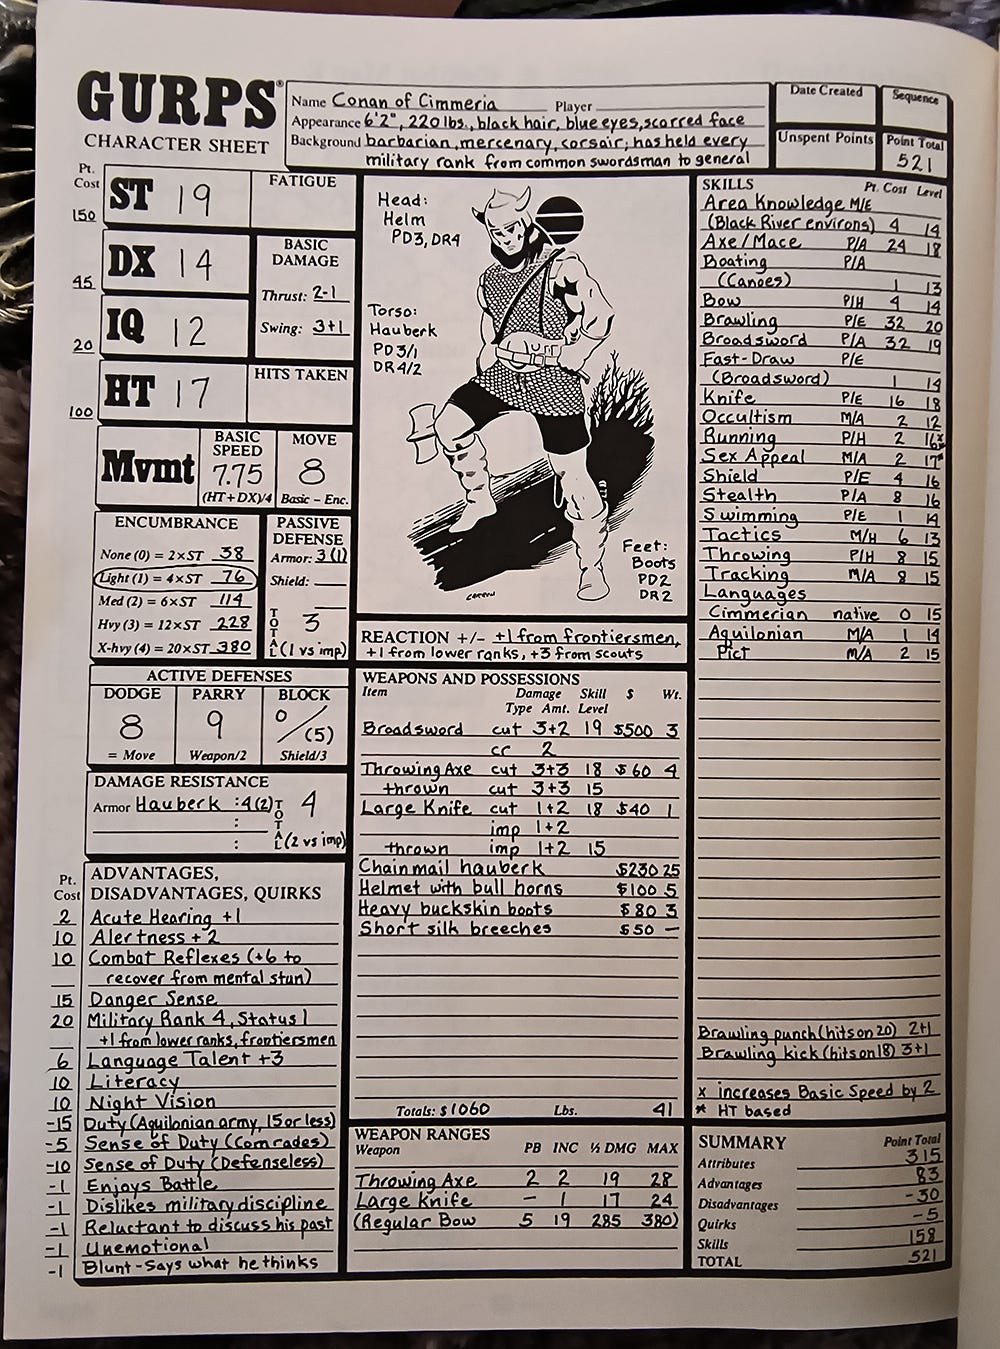 GURPS®
CHARACTER SHEET
Name Conan of Cimmeria Player
Appearance 6'2", 220 lbs., black hair, blue eyes, scarred face
Background barbarian, mercenary, corsair; has held every
military rank from common swordsman to general
Date Created
Sequence
Unspent Points
Point Total
521
Pt.
Cost
150 ST 19
FATIGUE
45 DX 14
BASIC
DAMAGE
Thrust: 2-1
Swing: 3+1
20 IQ 12
100 HT 17
HITS TAKEN
Mvmt
BASIC
SPEED
7.75
(HT+DX)/4
MOVE
8
Basic – Enc.
ENCUMBRANCE
None (0) = 2×ST 38
Light (1) = 4×ST 76
Med (2) = 6×ST 114
Hvy (3) = 12×ST 228
X-hvy (4) = 20×ST 380
PASSIVE
DEFENSE
Armor: 3 (1)
Shield:
TOTAL 3
(1 vs imp)
ACTIVE DEFENSES
DODGE
8
= Move
PARRY
9
Weapon/2
BLOCK
0/(5)
Shield/3
DAMAGE RESISTANCE
Armor Hauberk : 4(2)
:
:
TOTAL 4
(2 vs imp)
Pt.
Cost
ADVANTAGES,
DISADVANTAGES, QUIRKS
2 Acute Hearing +1
10 Alertness +2
10 Combat Reflexes (+6 to
recover from mental stun)
15 Danger Sense
20 Military Rank 4, Status 1
+1 from lower ranks, frontiersmen
6 Language Talent +3
10 Literacy
10 Night Vision
-15 Duty (Aquilonian army, 15 or less)
-5 Sense of Duty (Comrades)
-10 Sense of Duty (Defenseless)
-1 Enjoys Battle
-1 Dislikes military discipline
-1 Reluctant to discuss his past
-1 Unemotional
-1 Blunt-Says what he thinks
Head:
Helm
PD3, DR4
Torso:
Hauberk
PD 3/1
DR 4/2
Feet:
Boots
PD2
DR2
REACTION +/- +1 from frontiersmen,
+1 from lower ranks, +3 from scouts
WEAPONS AND POSSESSIONS
Item Damage Skill $ Wt.
Type Amt. Level
Broadsword cut 3+2 19 $500 3
cr 2
Throwing Axe cut 3+3 18 $60 4
thrown cut 3+3 15
Large Knife cut 1+2 18 $40 1
imp 1+2
thrown imp 1+2 15
Chainmail hauberk $230 25
Helmet with bull horns $100 5
Heavy buckskin boots $80 3
Short silk breeches $50 —
Totals: $1060 Lbs. 41
WEAPON RANGES
Weapon PB INC ½ DMG MAX
Throwing Axe 2 2 19 28
Large Knife – 1 17 24
(Regular Bow 5 19 285 380)
SKILLS Pt. Cost Level
Area Knowledge M/E
(Black River environs) 4 14
Axe/Mace P/A 24 18
Boating P/A
(Canoes) 1 13
Bow P/H 4 14
Brawling P/E 32 20
Broadsword P/A 32 19
Fast-Draw P/E
(Broadsword) 1 14
Knife P/E 16 18
Occultism M/A 2 12
Running P/H 2 16x
Sex Appeal M/A 2 17*
Shield P/E 4 16
Stealth P/A 8 16
Swimming P/E 1 14
Tactics M/H 6 13
Throwing P/H 8 15
Tracking M/A 8 15
Languages
Cimmerian native 0 15
Aquilonian M/A 1 14
Pict M/A 2 15
Brawling punch (hits on 20) 2+1
Brawling kick (hits on 18) 3+1
x increases Basic Speed by 2
* HT based
SUMMARY Point Total
Attributes 315
Advantages 83
Disadvantages -30
Quirks -5
Skills 158
TOTAL 521